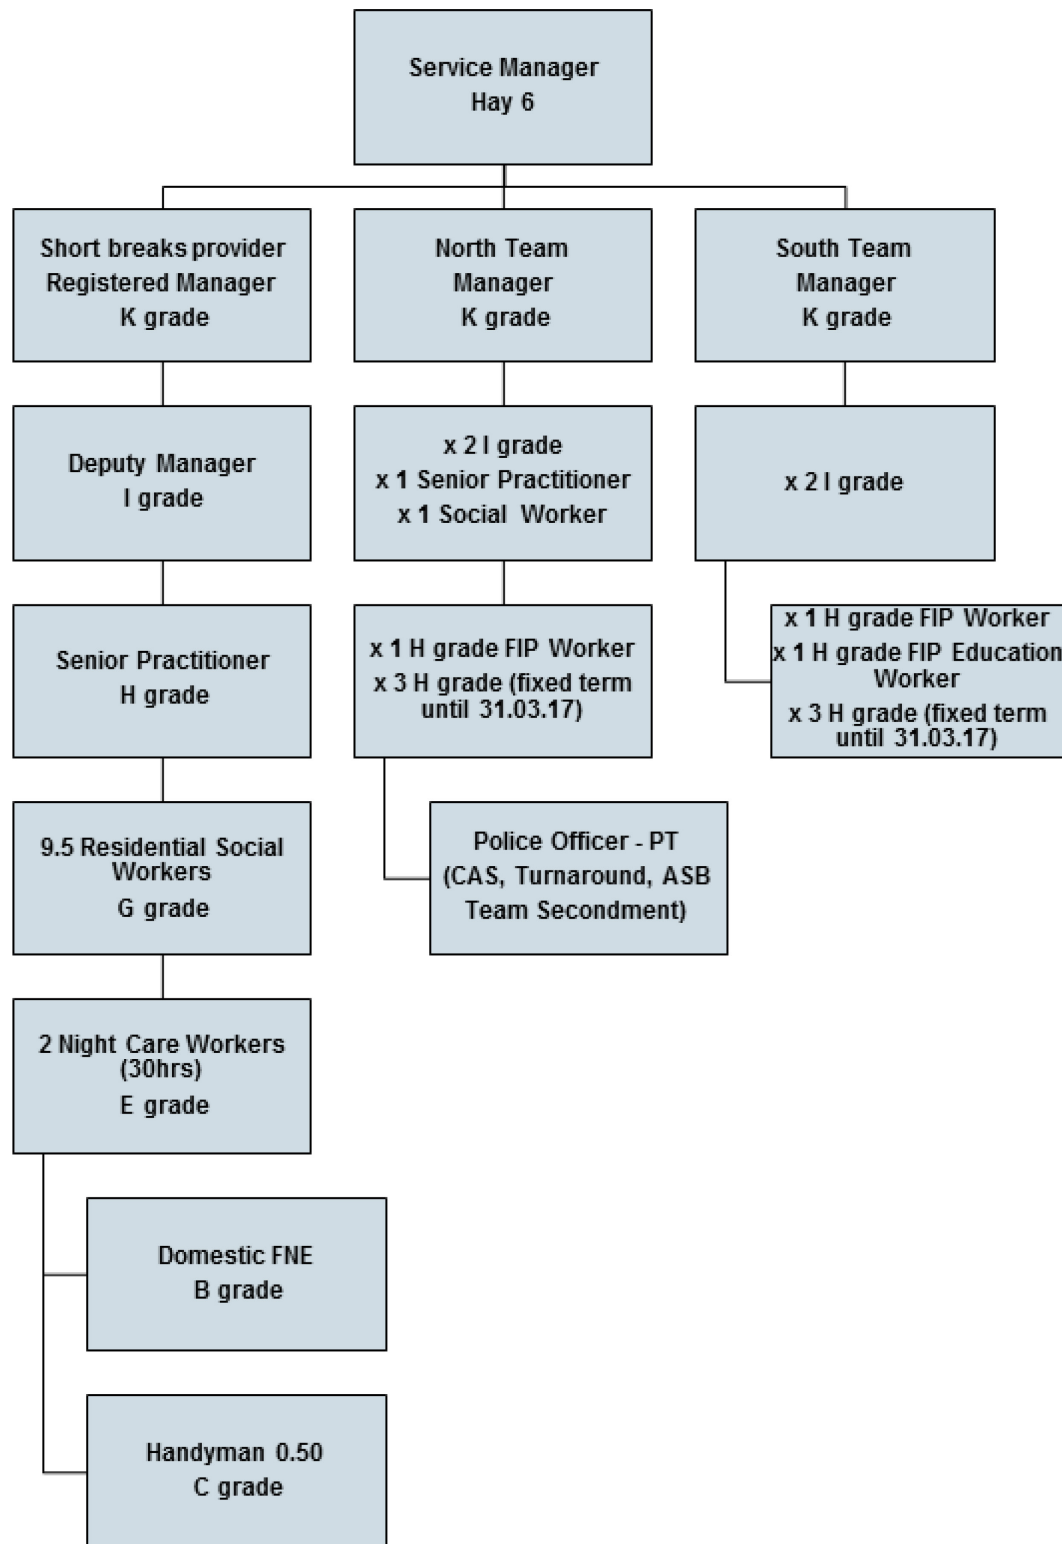 Service Manager
Hay 6
Short breaks provider
Registered Manager
K grade
North Team
Manager
K grade
South Team
Manager
K grade
Deputy Manager
I grade
x 2 I grade
x 1 Senior Practitioner
x 1 Social Worker
x 2 I grade
Senior Practitioner
H grade
x 1 H grade FIP Worker
x 3 H grade (fixed term
until 31.03.17)
x 1 H grade FIP Worker
x 1 H grade FIP Education
Worker
x 3 H grade (fixed term
until 31.03.17)
9.5 Residential Social
Workers
G grade
Police Officer - PT
(CAS, Turnaround, ASB
Team Secondment)
2 Night Care Workers
(30hrs)
E grade
Domestic FNE
B grade
Handyman 0.50
C grade